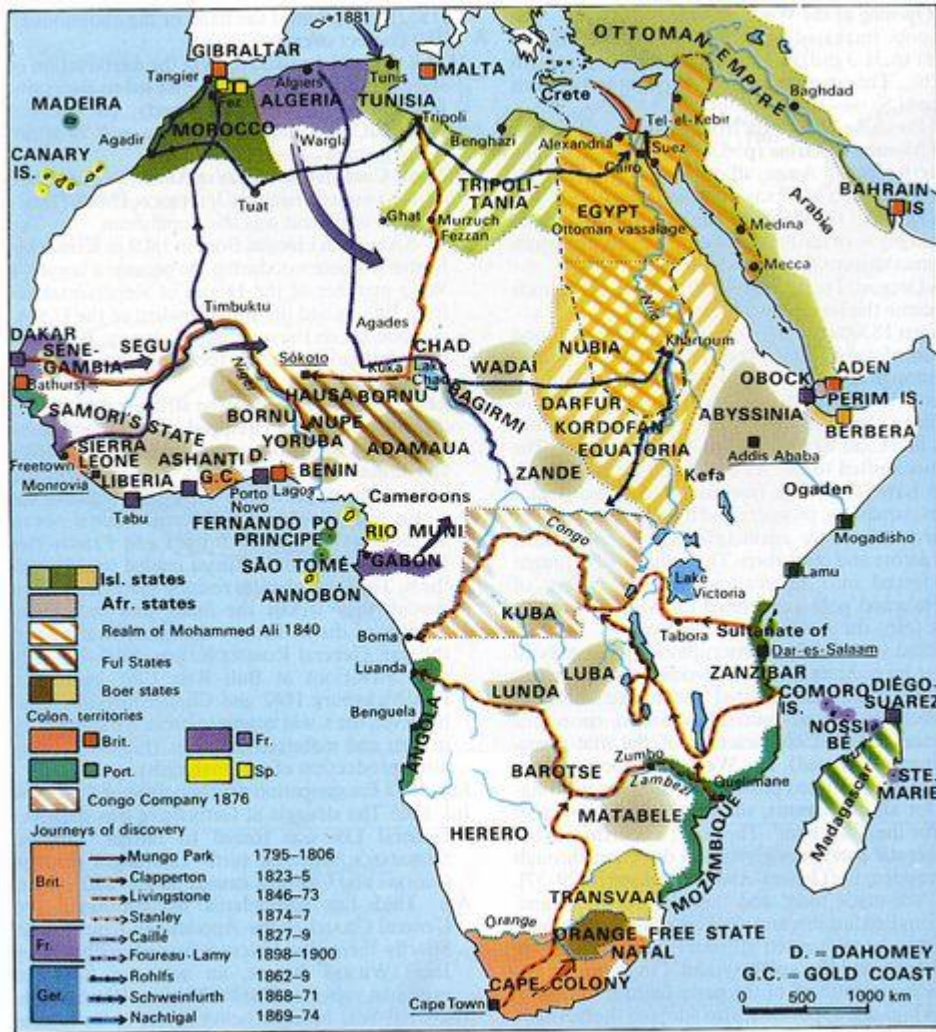 1881
OTTOMAN EMPIRE
GIBRALTAR
Tangier
Algiers
Tunis
MALTA
Crete
Baghdad
MADEIRA
Fez
ALGERIA
TUNISIA
Tripoli
Tel-el-Kebir
Agadir
MOROCCO
Wargla
Benghazi
Alexandria
Suez
Cairo
CANARY
IS.
Tuat
TRIPOLI-
TANIA
EGYPT
Ottoman vassalage
Arabia
BAHRAIN
IS
Ghat
Murzuch
Fezzan
Medina
Mecca
Nile
Timbuktu
Agades
NUBIA
Khartoum
DAKAR
SENE-
GAMBIA
SEGU
Bathurst
Niger
Sókoto
Kuka
CHAD
Lake
Chad
WADAI
OBOCK
ADEN
PERIM IS.
BERBERA
SAMORI'S STATE
HAUSA
BORNU
BORNU
NUPE
YORUBA
BAGIRMI
DARFUR
KORDOFAN
EQUATORIA
ABYSSINIA
Addis Ababa
SIERRA
LEONE
Freetown
Monrovia
LIBERIA
ASHANTI
D.
G.C.
BENIN
ADAMAUA
ZANDE
Kefa
Ogaden
Tabu
Porto
Novo
Lagos
Cameroons
FERNANDO PO
PRINCIPE
RIO MUNI
Congo
Mogadisho
SÃO TOMÉ
GABON
ANNOBÓN
Lake
Victoria
Lamu
KUBA
Boma
Tabora
Sultanate of
Dar-es-Salaam
ZANZIBAR
Luanda
LUNDA
LUBA
COMORO
IS.
DIÉGO-
SUAREZ
Benguela
ANGOLA
NOSSI
BÉ
BAROTSE
Zumbo
Zambezi
Quelimane
STE.
MARIE
Madagascar
MATABELE
MOZAMBIQUE
HERERO
TRANSVAAL
Orange
ORANGE FREE STATE
NATAL
CAPE COLONY
Cape Town
Isl. states
Afr. states
Realm of Mohammed Ali 1840
Ful States
Boer states
Colon. territories
Brit.
Fr.
Port.
Sp.
Congo Company 1876
Journeys of discovery
Brit.
Mungo Park 1795–1806
Clapperton 1823–5
Livingstone 1846–73
Stanley 1874–7
Fr.
Caillé 1827–9
Foureau-Lamy 1898–1900
Ger.
Rohlfs 1862–9
Schweinfurth 1868–71
Nachtigal 1869–74
D. = DAHOMEY
G.C. = GOLD COAST
0 500 1000 km